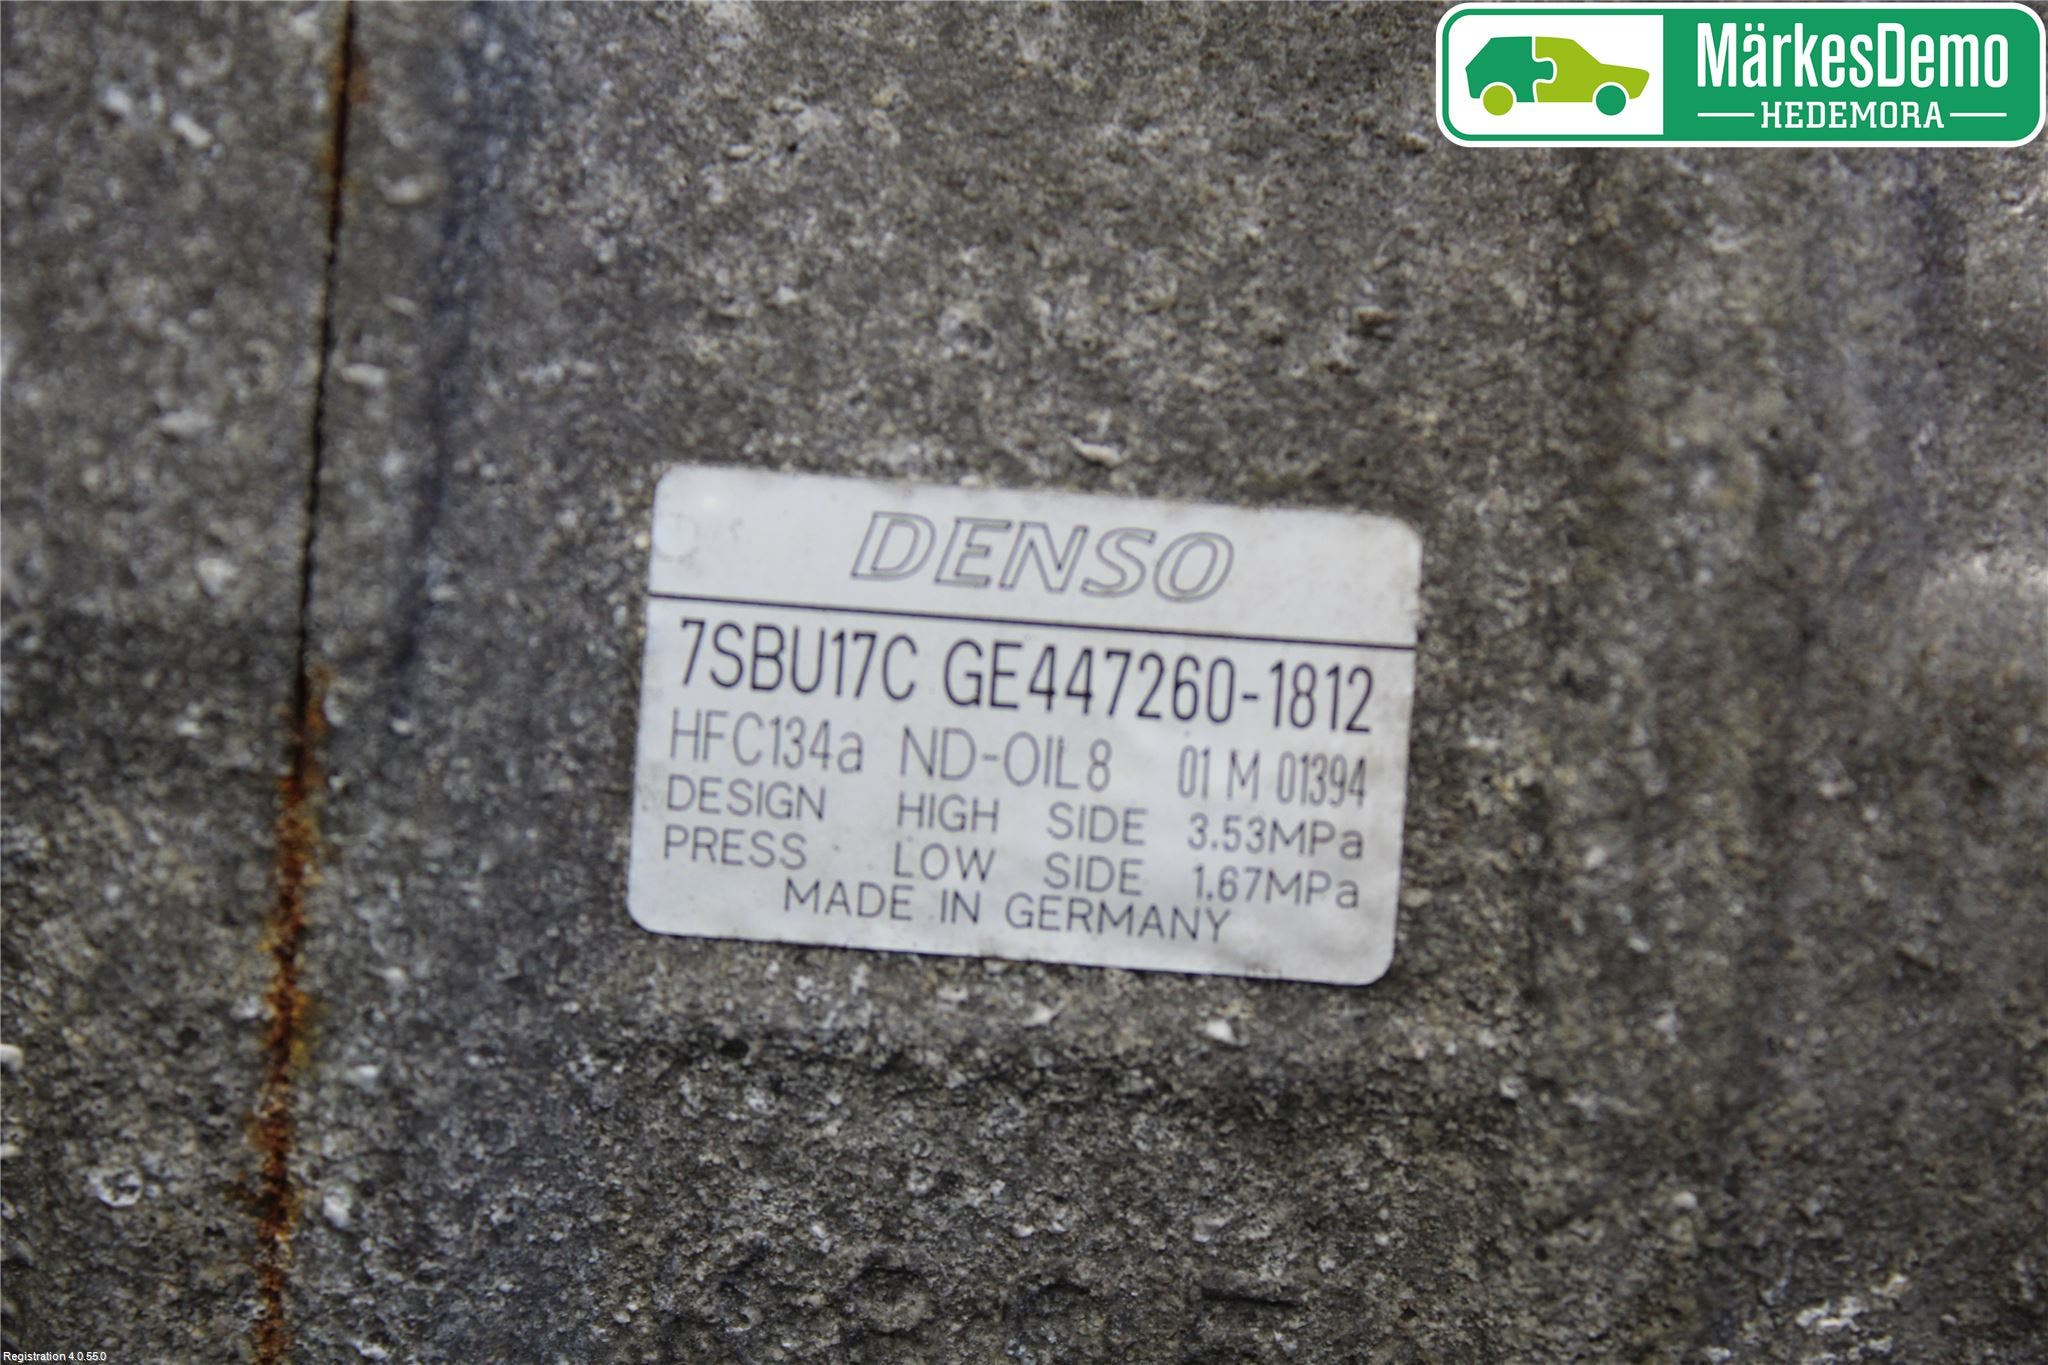 MärkesDemo
HEDEMORA
DENSO
7SBU17C GE447260-1812
HFC134a ND-OIL8 01 M 01394
DESIGN HIGH SIDE 3.53MPa
PRESS LOW SIDE 1.67MPa
MADE IN GERMANY
Registration 4.0.55.0